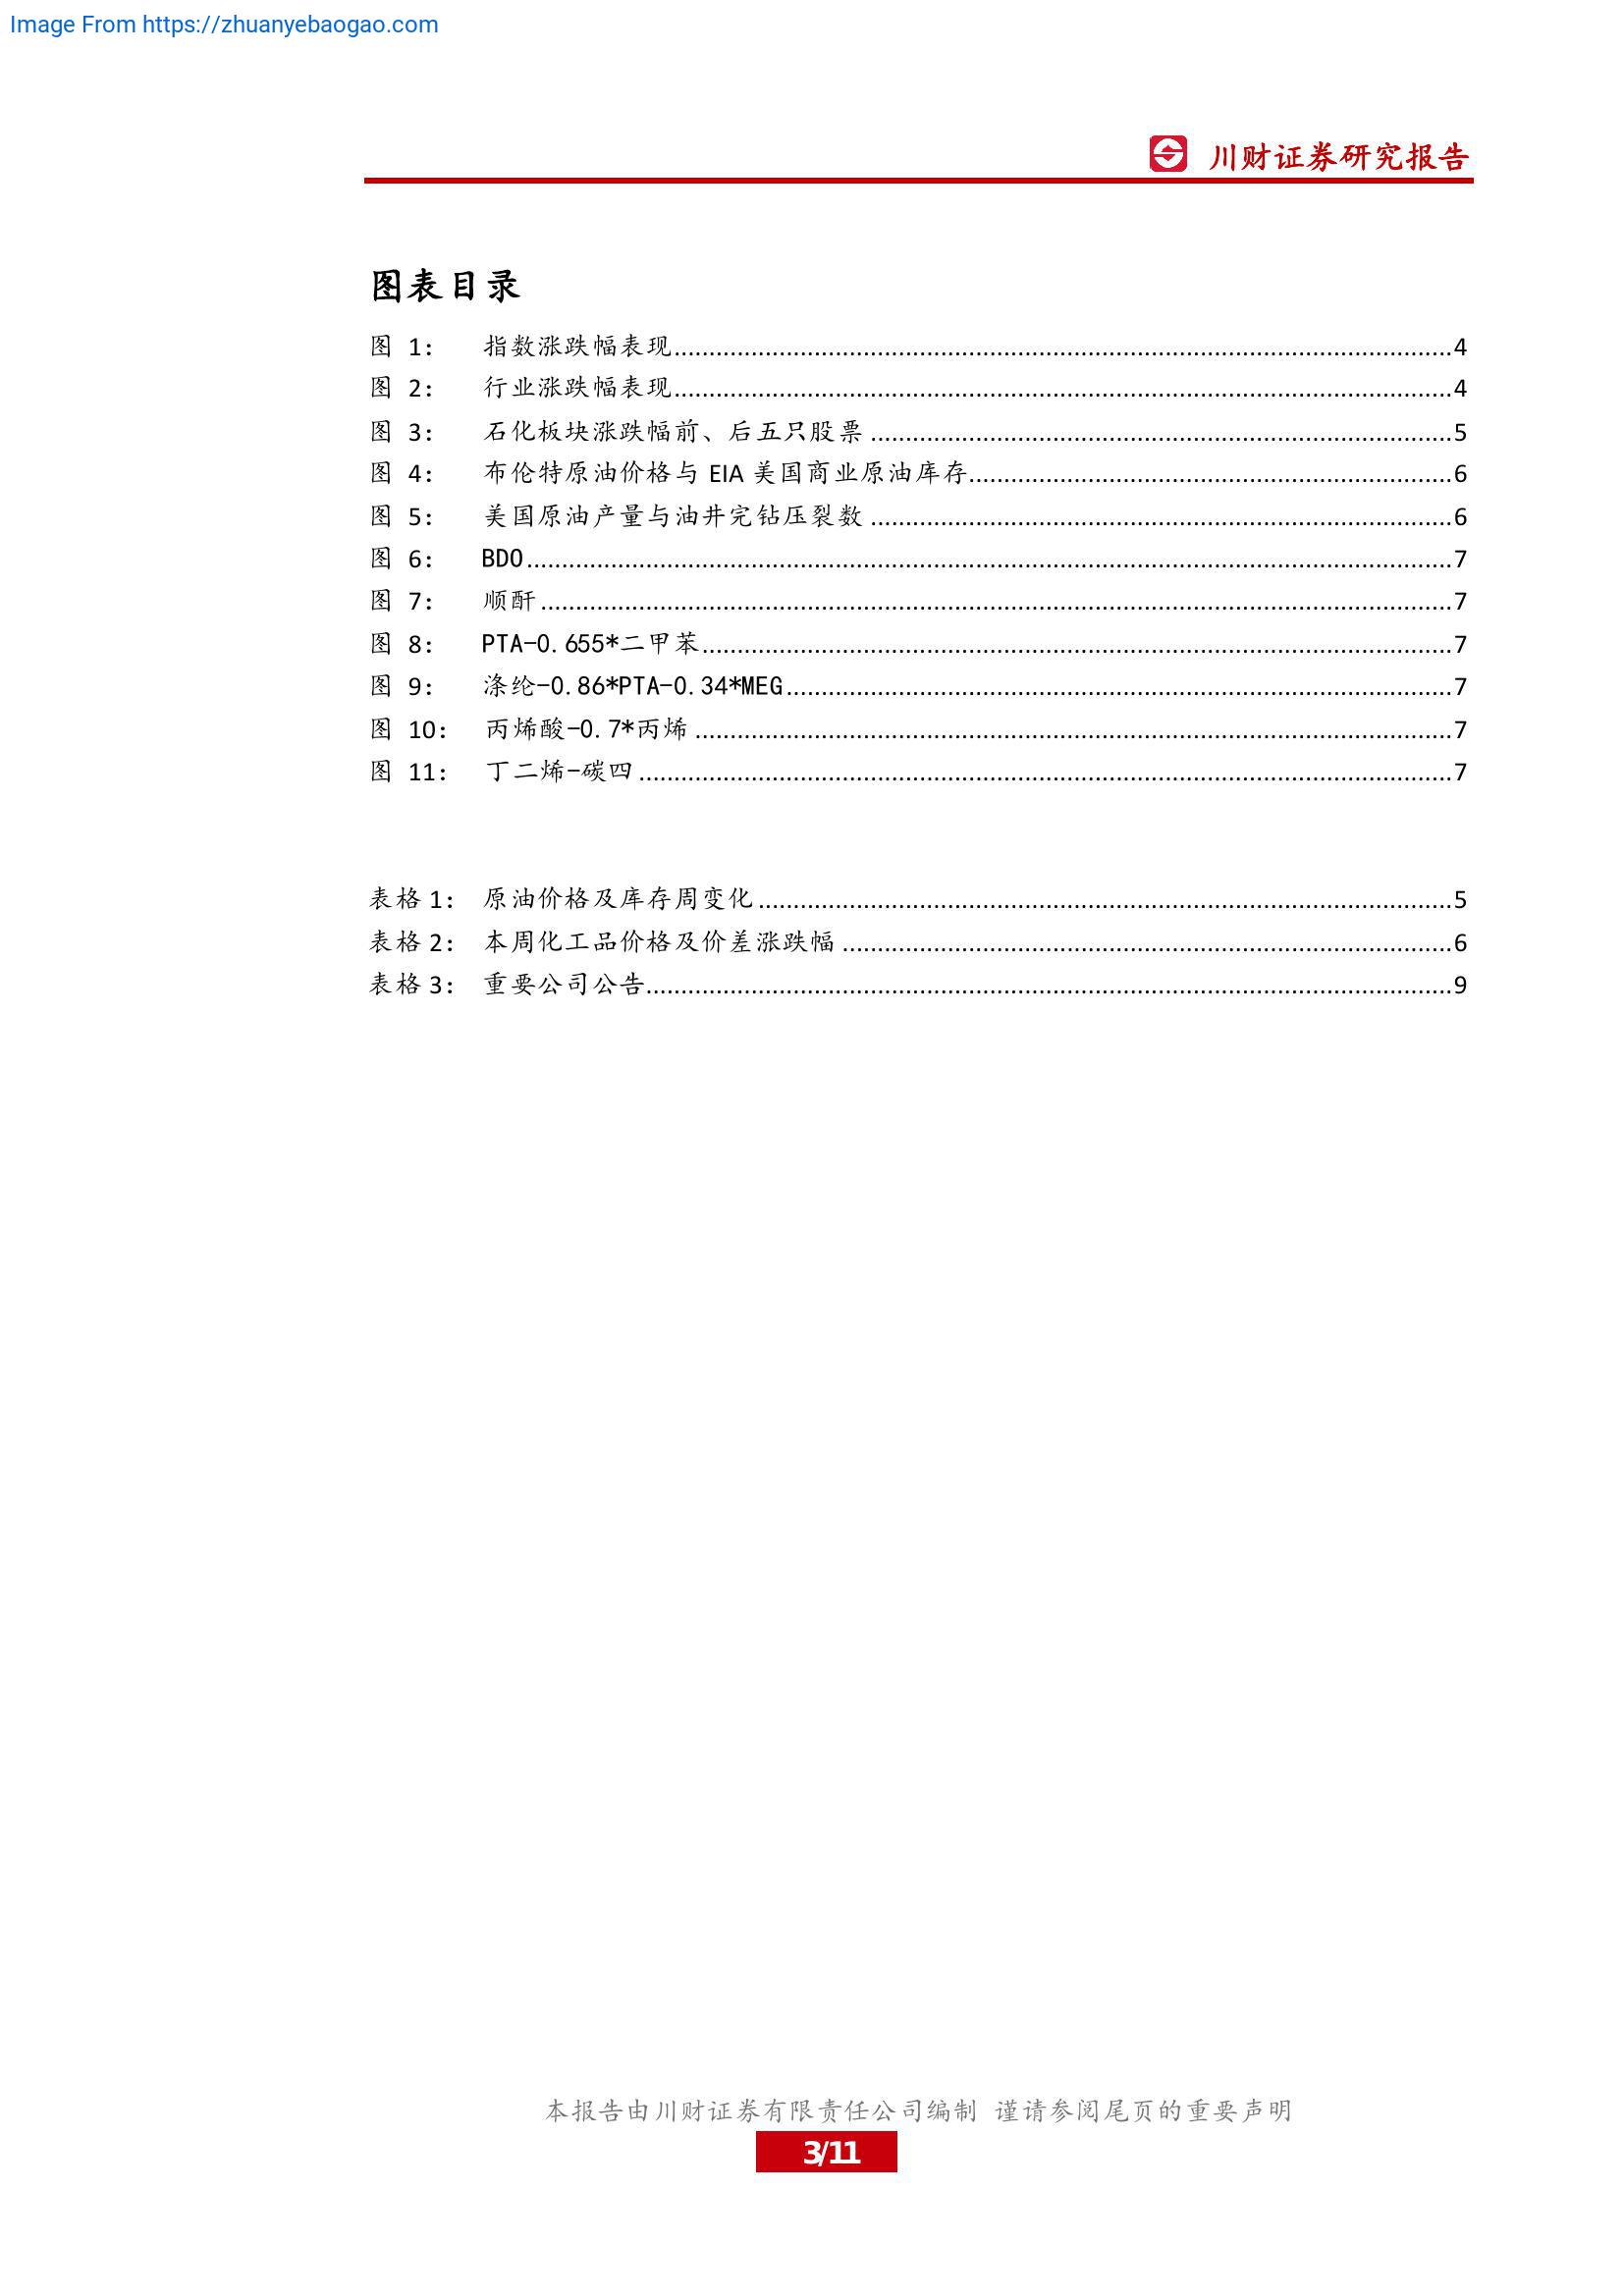 Image From https://zhuanyebaogao.com
川财证券研究报告
图表目录
图 1: 指数涨跌幅表现 4
图 2: 行业涨跌幅表现 4
图 3: 石化板块涨跌幅前、后五只股票 5
图 4: 布伦特原油价格与 EIA 美国商业原油库存 6
图 5: 美国原油产量与油井完钻压裂数 6
图 6: BDO 7
图 7: 顺酐 7
图 8: PTA-0.655*二甲苯 7
图 9: 涤纶-0.86*PTA-0.34*MEG 7
图 10: 丙烯酸-0.7*丙烯 7
图 11: 丁二烯-碳四 7
表格 1: 原油价格及库存周变化 5
表格 2: 本周化工品价格及价差涨跌幅 6
表格 3: 重要公司公告 9
本报告由川财证券有限责任公司编制 谨请参阅尾页的重要声明
3/11